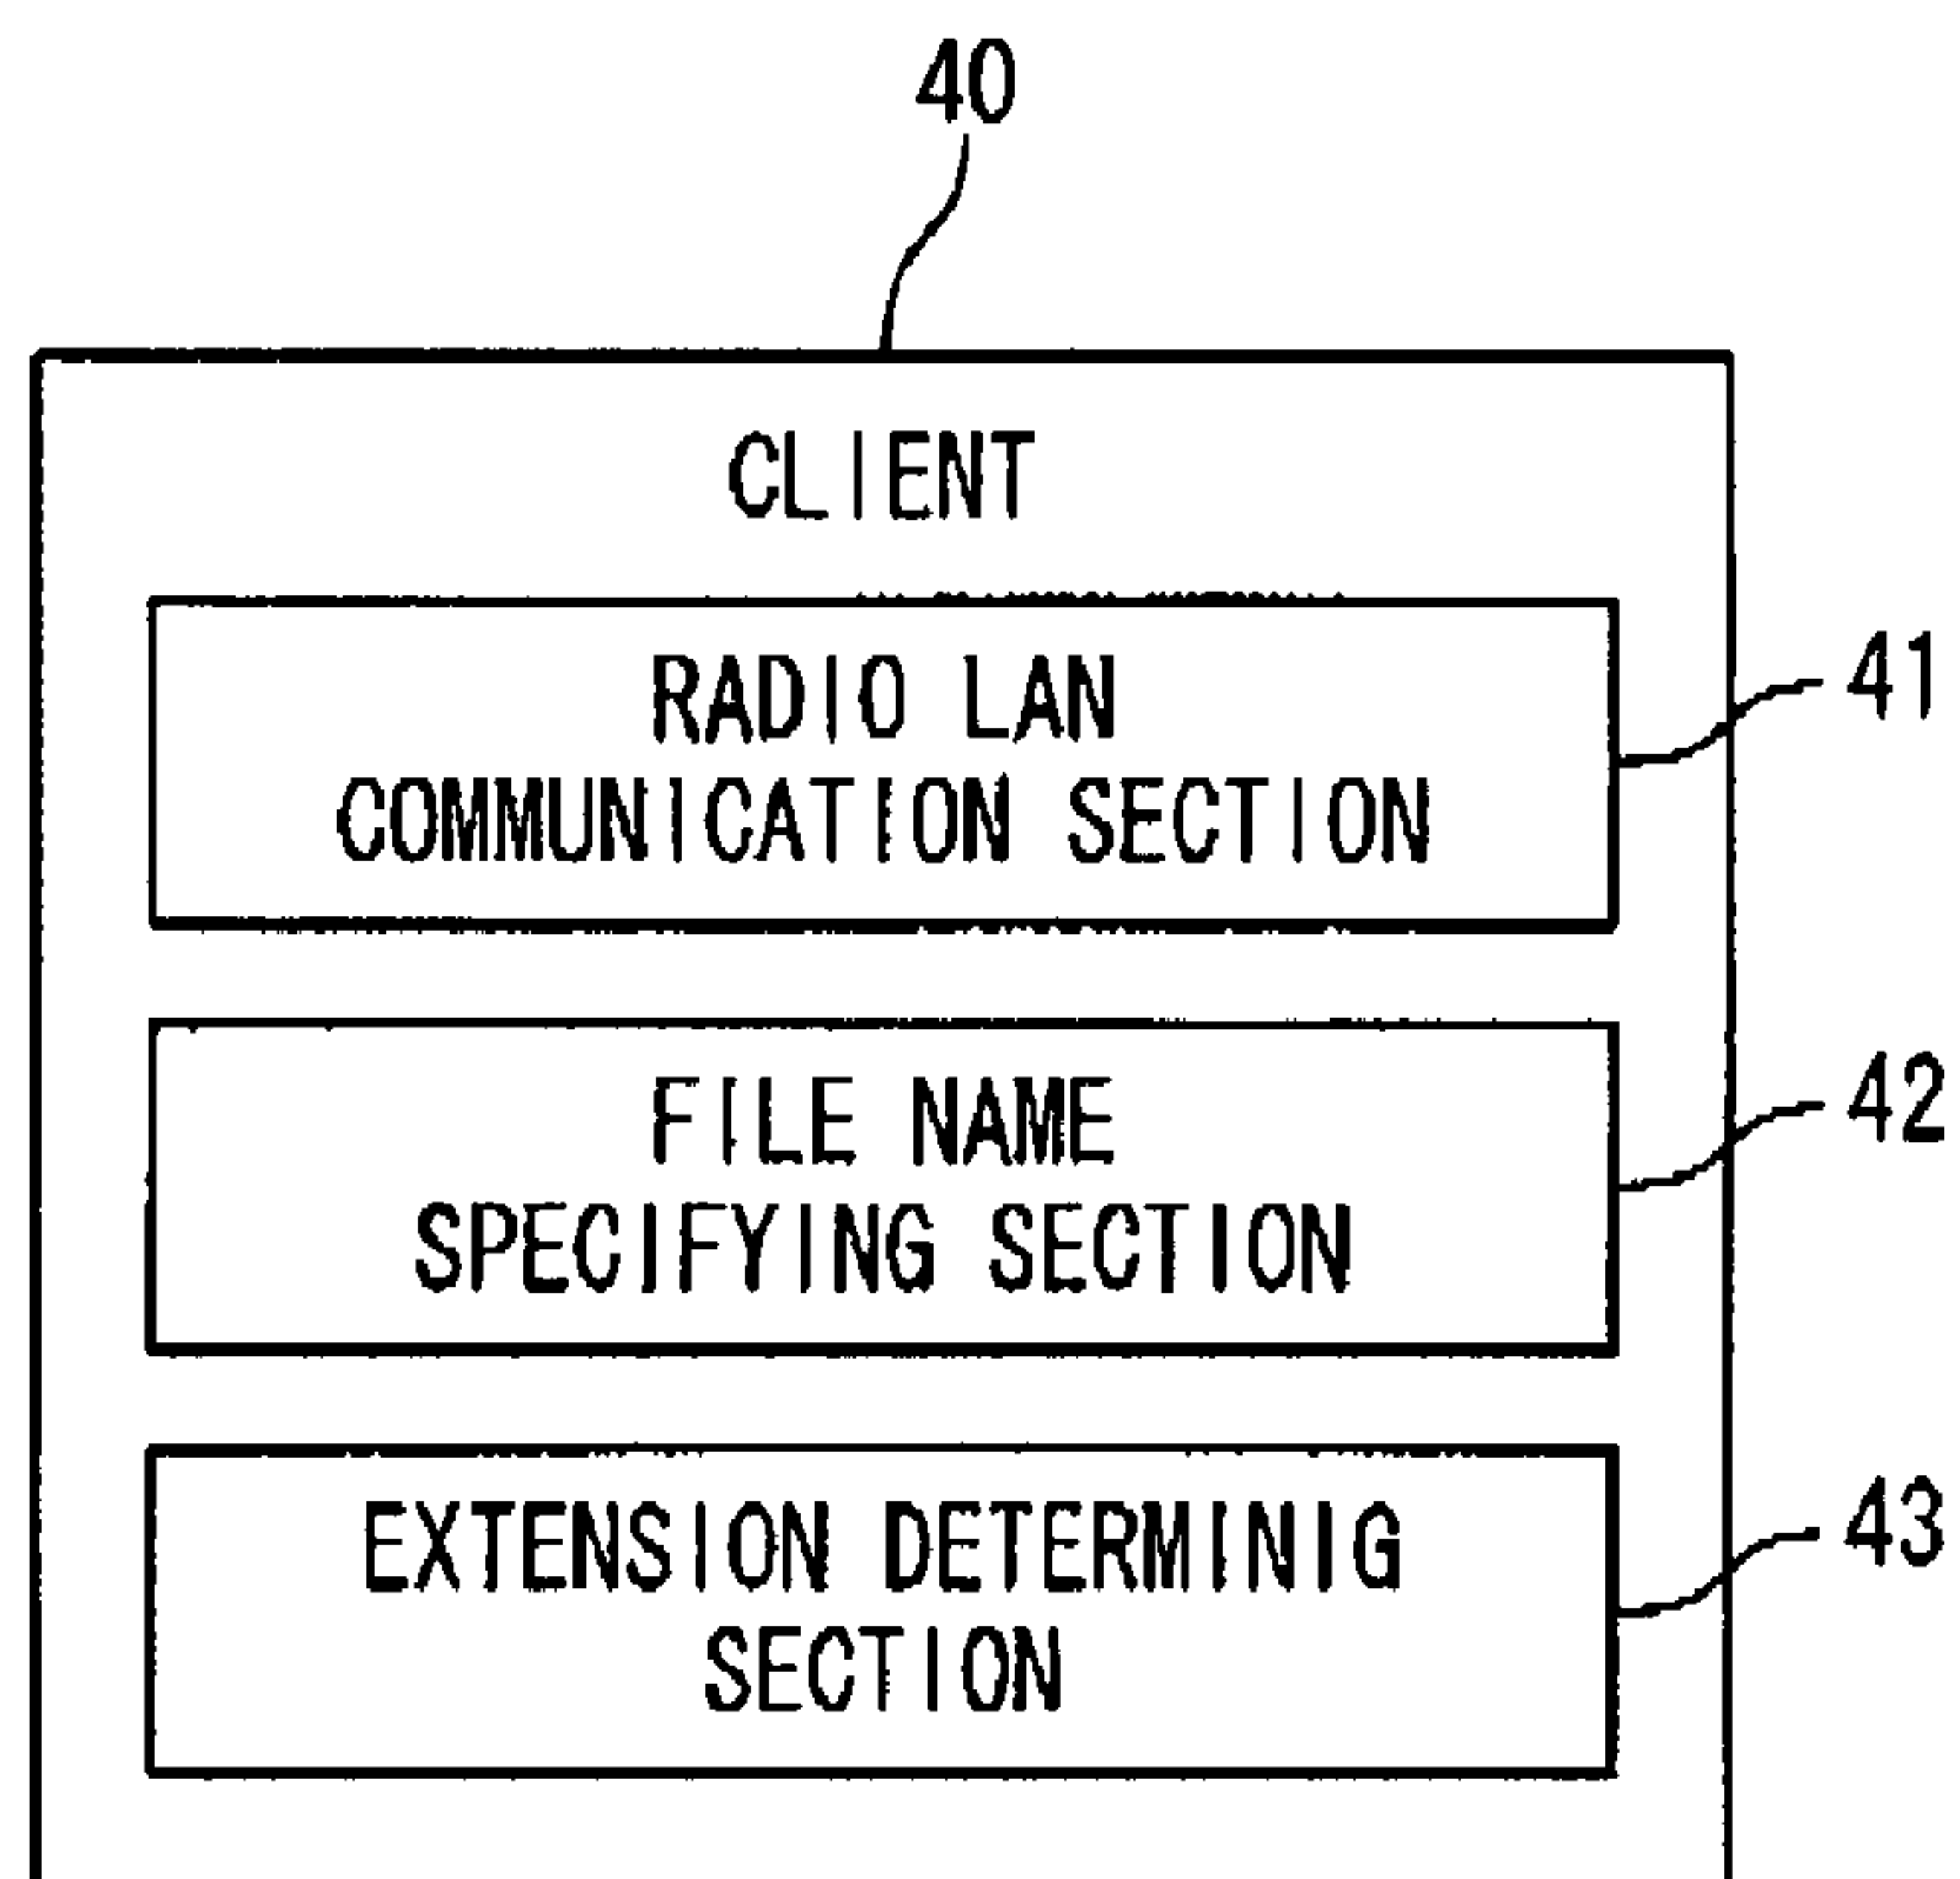 40
CLIENT
RADIO LAN
COMMUNICATION SECTION
41
FILE NAME
SPECIFYING SECTION
42
EXTENSION DETERMINIG
SECTION
43